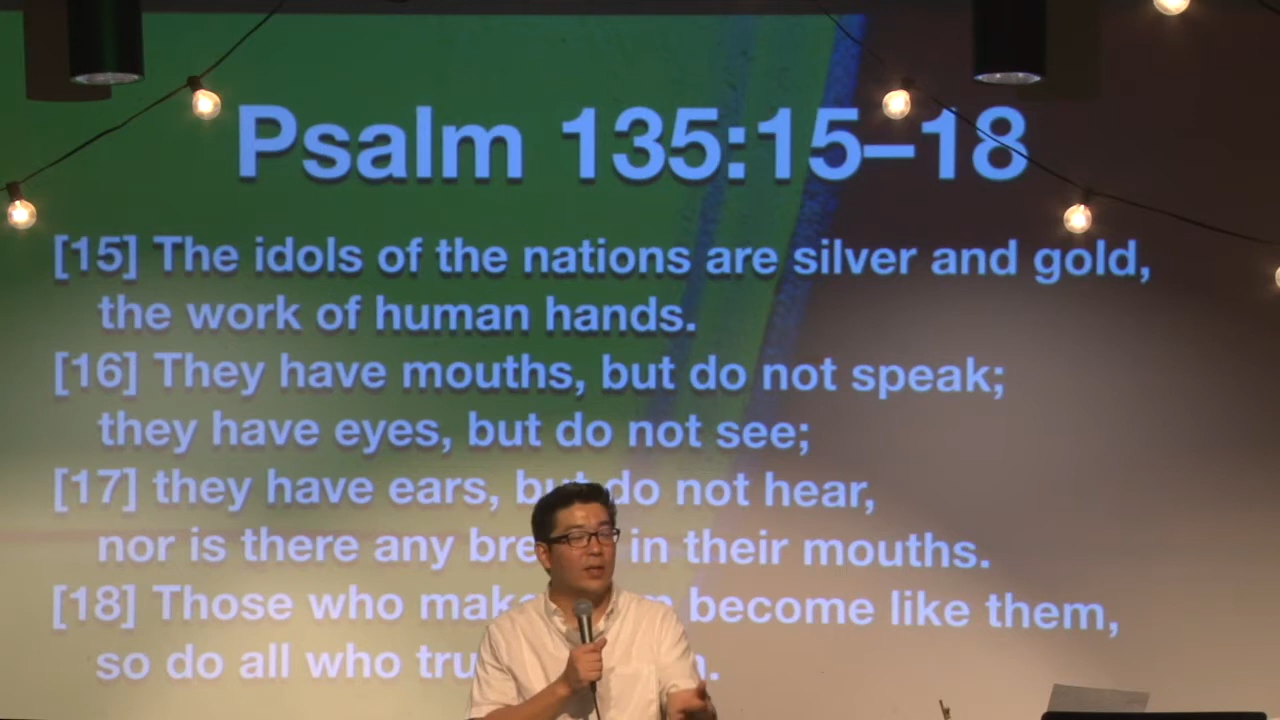 Psalm 135:15–18
[15] The idols of the nations are silver and gold,
the work of human hands.
[16] They have mouths, but do not speak;
they have eyes, but do not see;
[17] they have ears, but do not hear,
nor is there any in their mouths.
[18] Those who become like them,
so do all who